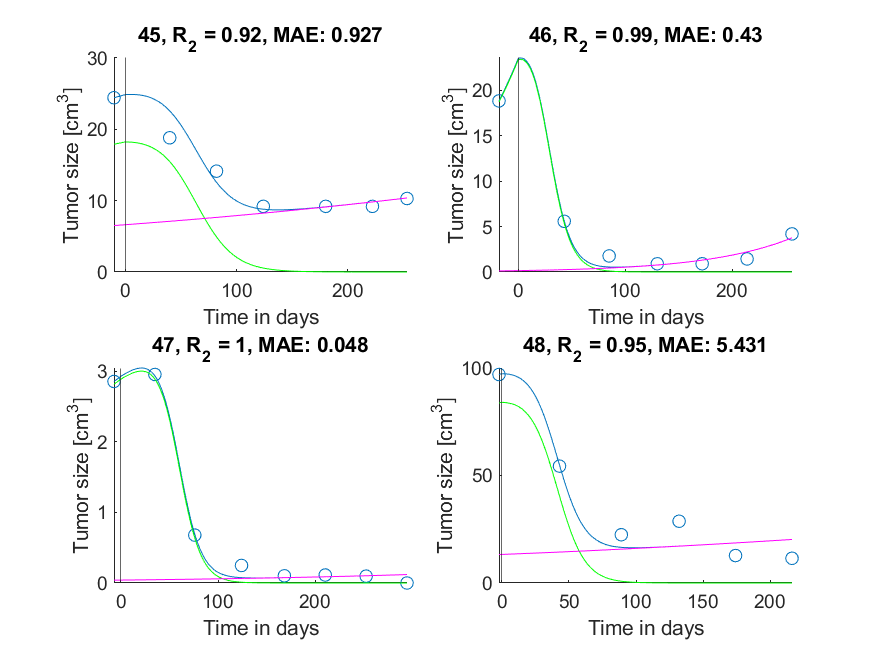 45, R2 = 0.92, MAE: 0.927
Tumor size [cm3]
30
20
10
0
0 100 200
Time in days
46, R2 = 0.99, MAE: 0.43
Tumor size [cm3]
20
15
10
5
0
0 100 200
Time in days
47, R2 = 1, MAE: 0.048
Tumor size [cm3]
3
2
1
0
0 100 200
Time in days
48, R2 = 0.95, MAE: 5.431
Tumor size [cm3]
100
50
0
0 50 100 150 200
Time in days